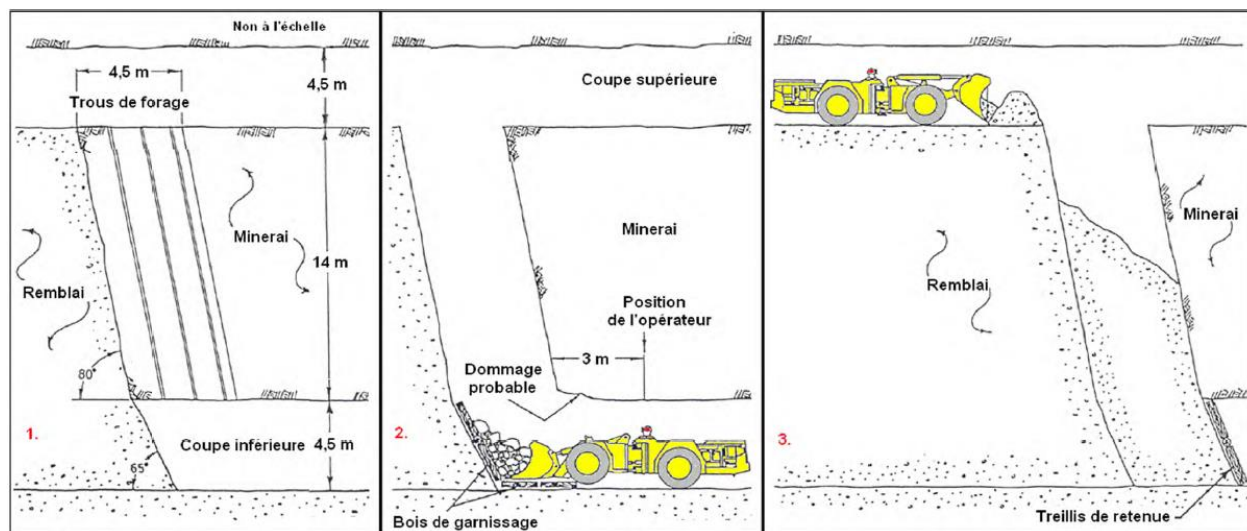 Non à l'échelle
4,5 m
4,5 m
Trous de forage
Minerai
14 m
Remblai
80°
1.
Coupe inférieure
4,5 m
65°
Coupe supérieure
Minerai
Position
de l'opérateur
3 m
Dommage
probable
2.
Bois de garnissage
Minerai
Remblai
3.
Treillis de retenue